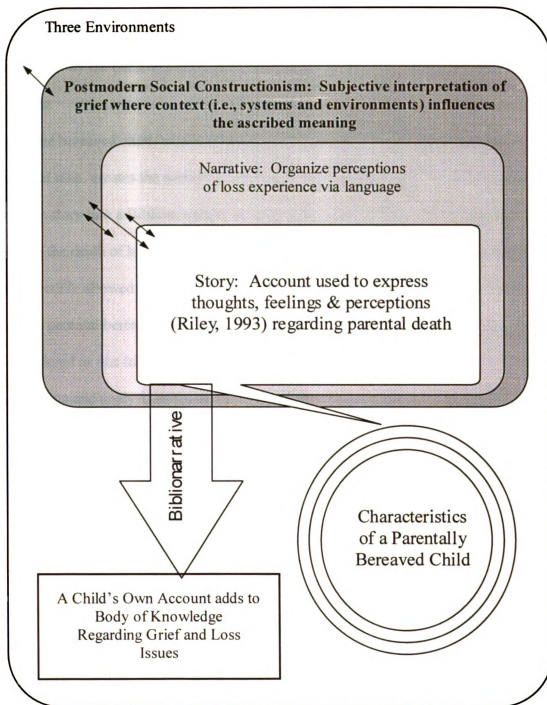 Three Environments
Postmodern Social Constructionism: Subjective interpretation of
grief where context (i.e., systems and environments) influences
the ascribed meaning
Narrative: Organize perceptions
of loss experience via language
Story: Account used to express
thoughts, feelings & perceptions
(Riley, 1993) regarding parental death
Biblionarrative
Characteristics
of a Parentally
Bereaved Child
A Child's Own Account adds to
Body of Knowledge
Regarding Grief and Loss
Issues